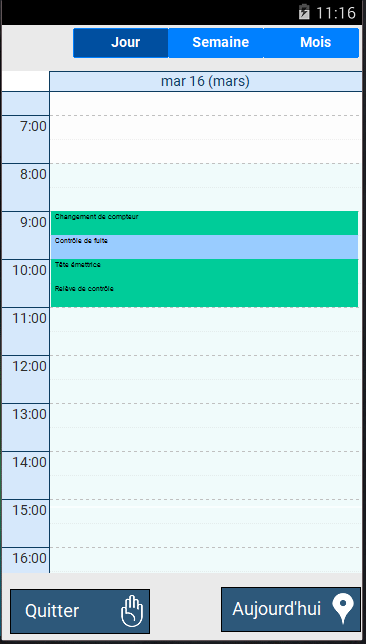 11:16
Jour Semaine Mois
mar 16 (mars)
7:00
8:00
9:00
Changement de compteur
Contrôle de fuite
10:00
Tête émettrice
Relève de contrôle
11:00
12:00
13:00
14:00
15:00
16:00
Quitter Aujourd'hui